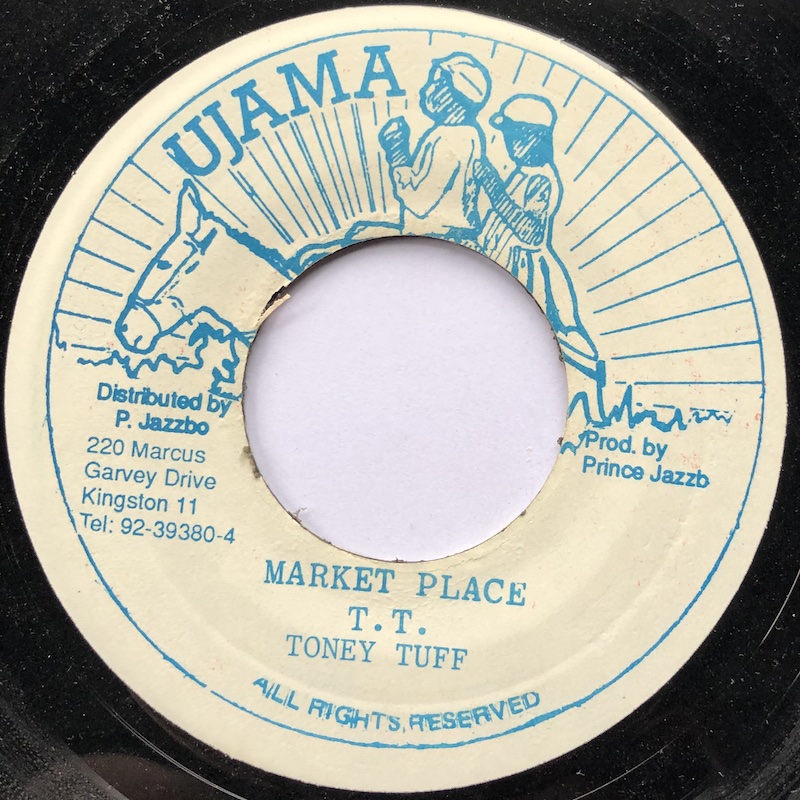 UJAMA
Distributed by
P. Jazzbo
220 Marcus
Garvey Drive
Kingston 11
Tel: 92-39380-4
Prod. by
Prince Jazzb
MARKET PLACE
T.T.
TONEY TUFF
ALL RIGHTS RESERVED